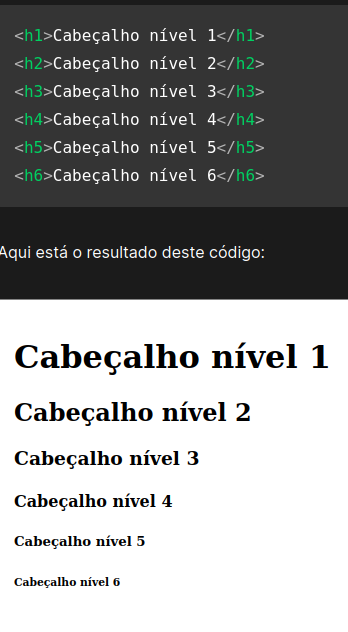 <h1>Cabeçalho nível 1</h1>
<h2>Cabeçalho nível 2</h2>
<h3>Cabeçalho nível 3</h3>
<h4>Cabeçalho nível 4</h4>
<h5>Cabeçalho nível 5</h5>
<h6>Cabeçalho nível 6</h6>
Aqui está o resultado deste código:
Cabeçalho nível 1
Cabeçalho nível 2
Cabeçalho nível 3
Cabeçalho nível 4
Cabeçalho nível 5
Cabeçalho nível 6